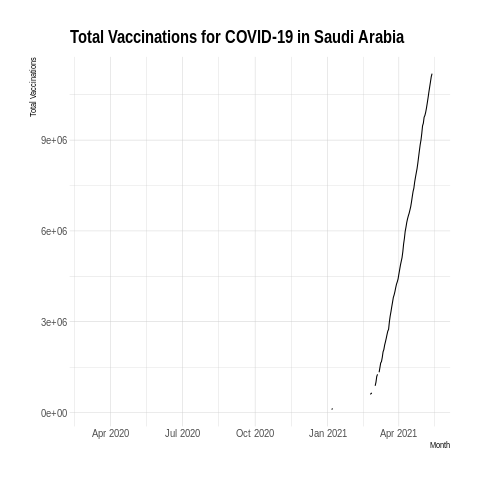 Total Vaccinations for COVID-19 in Saudi Arabia
Total Vaccinations
9e+06
6e+06
3e+06
0e+00
Apr 2020
Jul 2020
Oct 2020
Jan 2021
Apr 2021
Month